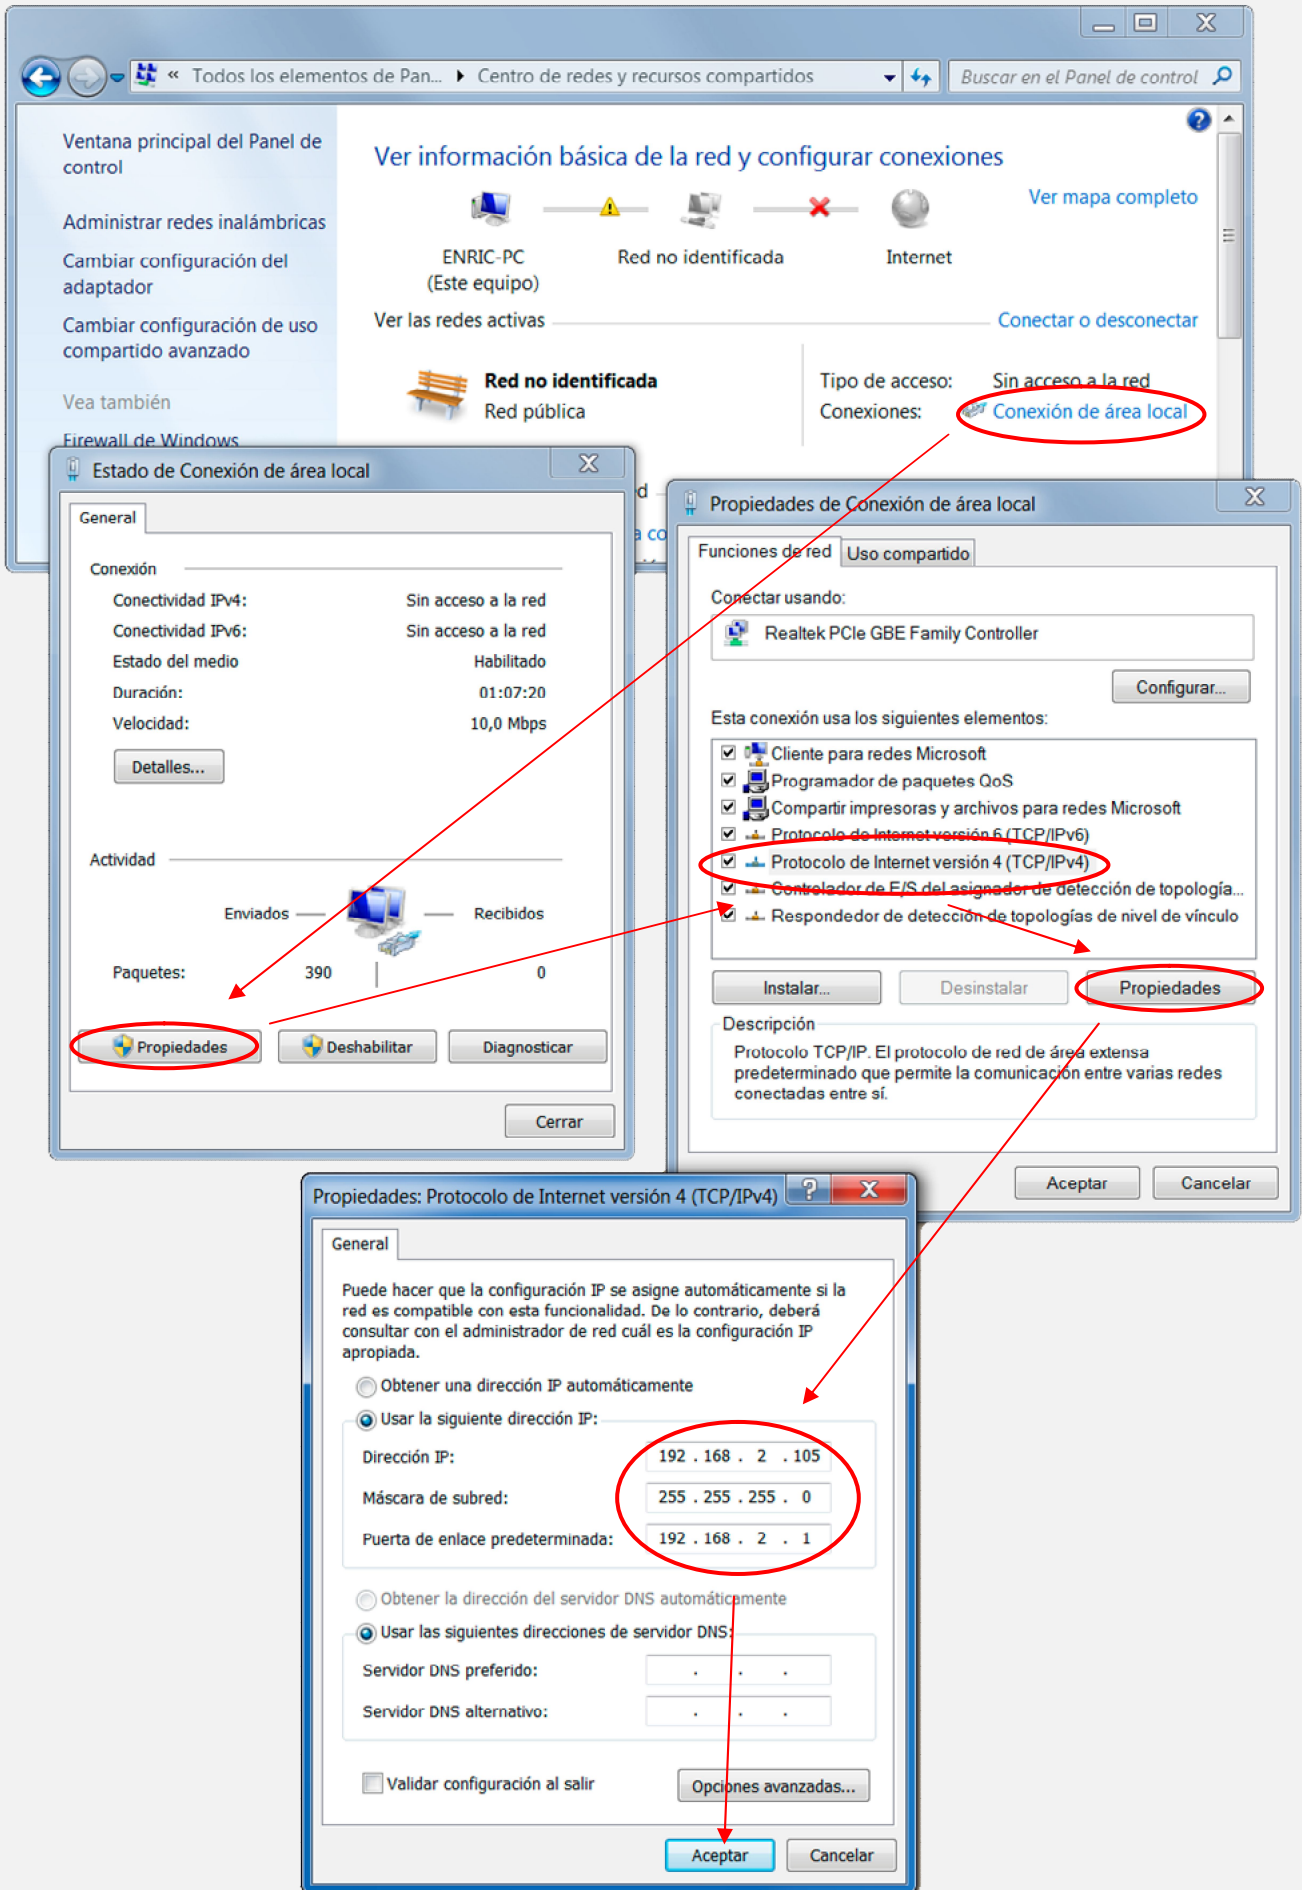 « Todos los elementos de Pan... Centro de redes y recursos compartidos
Buscar en el Panel de control
Ventana principal del Panel de
control
Administrar redes inalámbricas
Cambiar configuración del
adaptador
Cambiar configuración de uso
compartido avanzado
Vea también
Firewall de Windows
Ver información básica de la red y configurar conexiones
Ver mapa completo
ENRIC-PC
(Este equipo)
Red no identificada
Internet
Ver las redes activas
Conectar o desconectar
Red no identificada
Red pública
Tipo de acceso: Sin acceso a la red
Conexiones: Conexión de área local
d
a co
Estado de Conexión de área local
General
Conexión
Conectividad IPv4: Sin acceso a la red
Conectividad IPv6: Sin acceso a la red
Estado del medio Habilitado
Duración: 01:07:20
Velocidad: 10,0 Mbps
Detalles...
Actividad
Enviados Recibidos
Paquetes: 390 0
Propiedades Deshabilitar Diagnosticar
Cerrar
Propiedades de Conexión de área local
Funciones de red Uso compartido
Conectar usando:
Realtek PCIe GBE Family Controller
Configurar...
Esta conexión usa los siguientes elementos:
Cliente para redes Microsoft
Programador de paquetes QoS
Compartir impresoras y archivos para redes Microsoft
Protocolo de Internet versión 6 (TCP/IPv6)
Protocolo de Internet versión 4 (TCP/IPv4)
Controlador de E/S del asignador de detección de topología...
Respondedor de detección de topologías de nivel de vínculo
Instalar... Desinstalar Propiedades
Descripción
Protocolo TCP/IP. El protocolo de red de área extensa
predeterminado que permite la comunicación entre varias redes
conectadas entre sí.
Aceptar Cancelar
Propiedades: Protocolo de Internet versión 4 (TCP/IPv4)
General
Puede hacer que la configuración IP se asigne automáticamente si la
red es compatible con esta funcionalidad. De lo contrario, deberá
consultar con el administrador de red cuál es la configuración IP
apropiada.
Obtener una dirección IP automáticamente
Usar la siguiente dirección IP:
Dirección IP: 192 . 168 . 2 . 105
Máscara de subred: 255 . 255 . 255 . 0
Puerta de enlace predeterminada: 192 . 168 . 2 . 1
Obtener la dirección del servidor DNS automáticamente
Usar las siguientes direcciones de servidor DNS:
Servidor DNS preferido: . . .
Servidor DNS alternativo: . . .
Validar configuración al salir
Opciones avanzadas...
Aceptar Cancelar